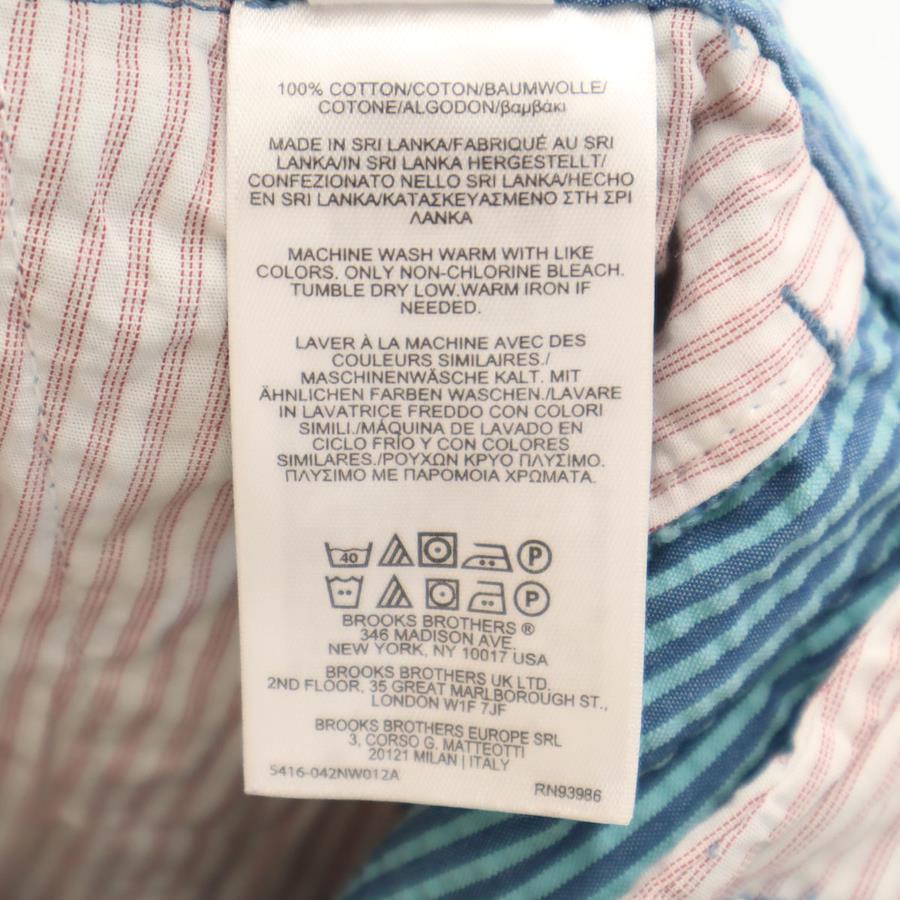 100% COTTON/COTON/BAUMWOLLE/
COTONE/ALGODON/βαμβάκι
MADE IN SRI LANKA/FABRIQUÉ AU SRI
LANKA/IN SRI LANKA HERGESTELLT/
CONFEZIONATO NELLO SRI LANKA/HECHO
EN SRI LANKA/ΚΑΤΑΣΚΕΥΑΣΜΕΝΟ ΣΤΗ ΣΡΙ
ΛΑΝΚΑ
MACHINE WASH WARM WITH LIKE
COLORS. ONLY NON-CHLORINE BLEACH.
TUMBLE DRY LOW.WARM IRON IF
NEEDED.
LAVER À LA MACHINE AVEC DES
COULEURS SIMILAIRES./
MASCHINENWÄSCHE KALT. MIT
ÄHNLICHEN FARBEN WASCHEN./LAVARE
IN LAVATRICE FREDDO CON COLORI
SIMILI./MÁQUINA DE LAVADO EN
CICLO FRÍO Y CON COLORES
SIMILARES./ΡΟΥΧΩΝ ΚΡΥΟ ΠΛΥΣΙΜΟ.
ΠΛΥΣΙΜΟ ΜΕ ΠΑΡΟΜΟΙΑ ΧΡΩΜΑΤΑ.
40 P
P
BROOKS BROTHERS ®
346 MADISON AVE.
NEW YORK, NY 10017 USA
BROOKS BROTHERS UK LTD.
2ND FLOOR, 35 GREAT MARLBOROUGH ST.,
LONDON W1F 7JF
BROOKS BROTHERS EUROPE SRL
3, CORSO G. MATTEOTTI
20121 MILAN | ITALY
S416-042NW012A
RN93986